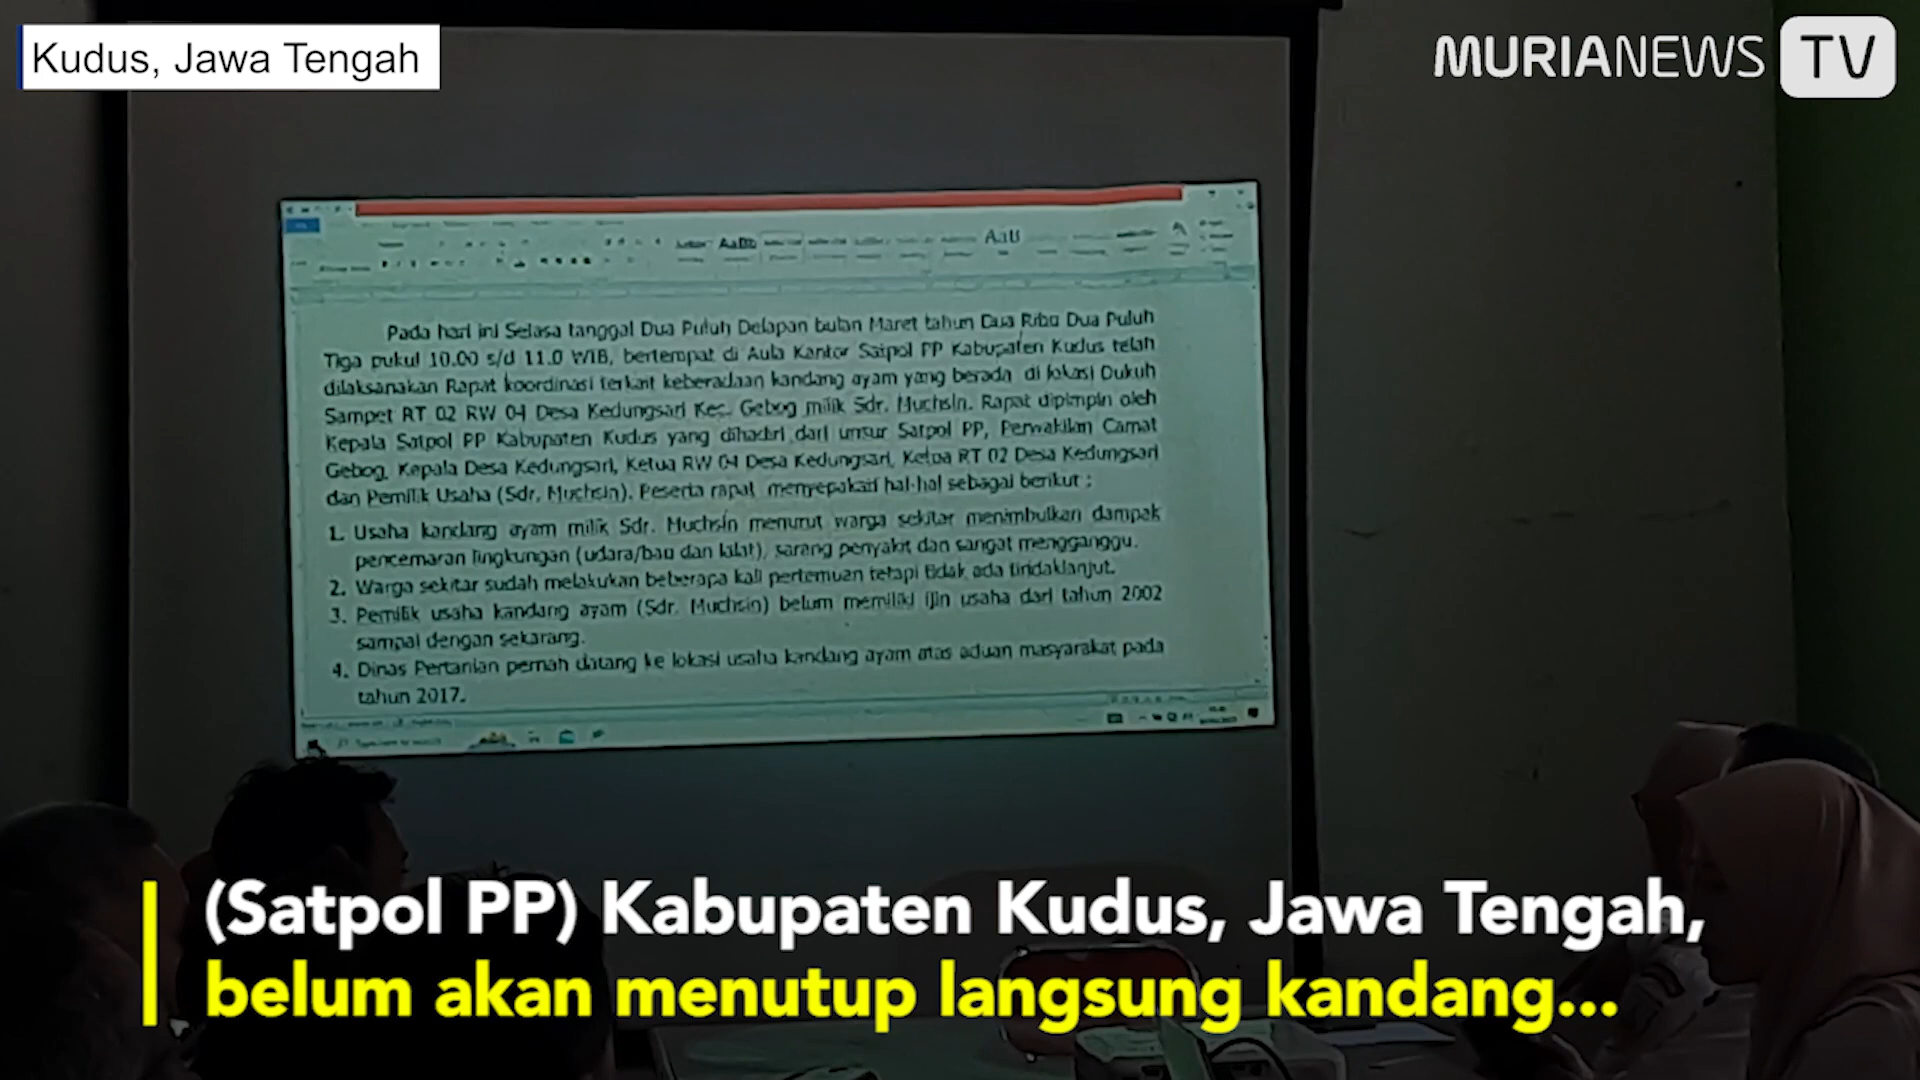 Kudus, Jawa Tengah
MURIANEWS TV
AaBb
Pada hari ini Selasa tanggal Dua Puluh Delapan bulan Maret tahun Dua Ribu Dua Puluh
Tiga pukul 10.00 s/d 11.0 WIB, bertempat di Aula Kantor Satpol PP Kabupaten Kudus telah
dilaksanakan Rapat koordinasi terkait keberadaan kandang ayam yang berada di lokasi Dukuh
Sampet RT 02 RW 04 Desa Kedungsari Kec. Gebog milik Sdr. Muchsin. Rapat dipimpin oleh
Kepala Satpol PP Kabupaten Kudus yang dihadiri dari unsur Satpol PP, Perwakilan Camat
Gebog, Kepala Desa Kedungsari, Ketua RW 04 Desa Kedungsari, Ketua RT 02 Desa Kedungsari
dan Pemilik Usaha (Sdr. Muchsin). Peserta rapat menyepakati hal-hal sebagai berikut :
1. Usaha kandang ayam milik Sdr. Muchsin menurut warga sekitar menimbulkan dampak
pencemaran lingkungan (udara/bau dan lalat), sarang penyakit dan sangat mengganggu.
2. Warga sekitar sudah melakukan beberapa kali pertemuan tetapi tidak ada tindaklanjut.
3. Pemilik usaha kandang ayam (Sdr. Muchsin) belum memiliki ijin usaha dari tahun 2002
sampai dengan sekarang.
4. Dinas Pertanian pernah datang ke lokasi usaha kandang ayam atas aduan masyarakat pada
tahun 2017.
(Satpol PP) Kabupaten Kudus, Jawa Tengah,
belum akan menutup langsung kandang...